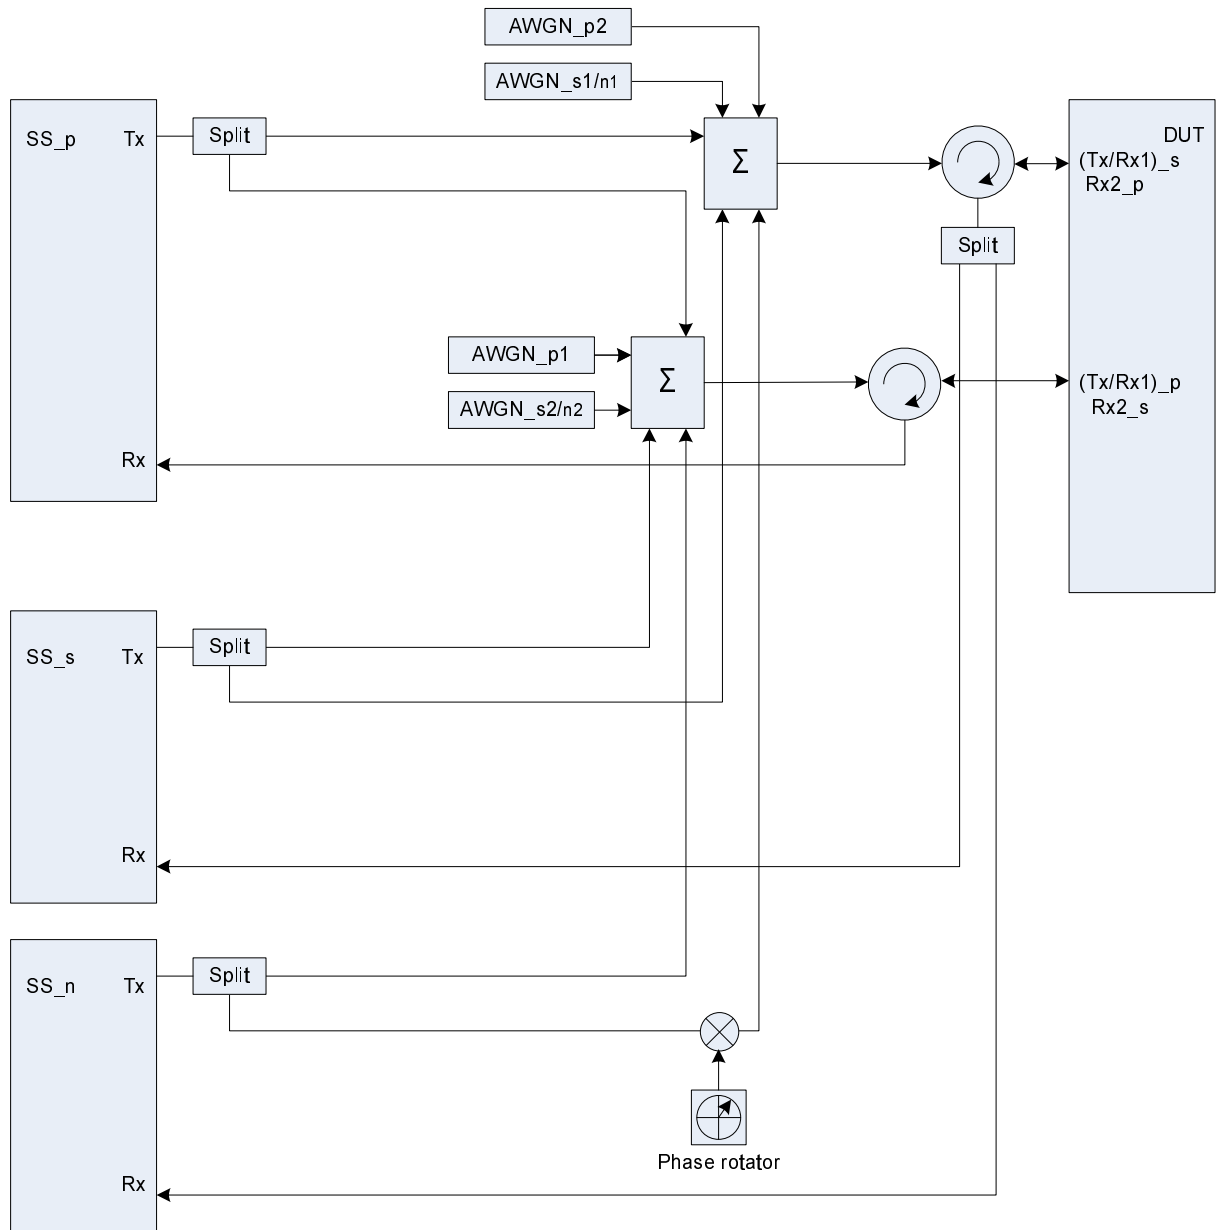 AWGN_p2
AWGN_s1/n1
SS_p
Tx
Split
Σ
DUT
(Tx/Rx1)_s
Rx2_p
Split
AWGN_p1
Σ
AWGN_s2/n2
(Tx/Rx1)_p
Rx2_s
Rx
SS_s
Tx
Split
Rx
SS_n
Tx
Split
Phase rotator
Rx